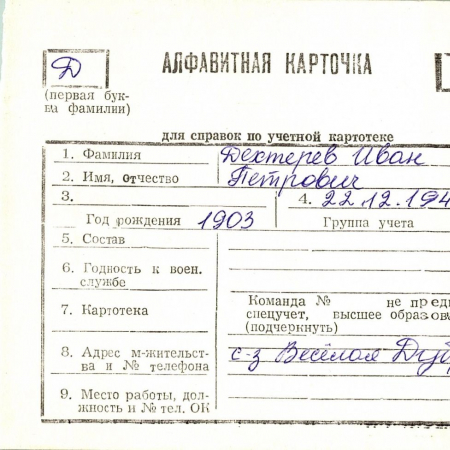 Д
АЛФАВИТНАЯ КАРТОЧКА
(первая бук-
ва фамилии)
для справок по учетной картотеке
1. Фамилия Дехтерев Иван
2. Имя, отчество Петрович
3. 4. 22.12.194
Год рождения 1903 Группа учета
5. Состав
6. Годность к воен.
службе
Команда № не пред
7. Картотека спецучет, высшее образова
(подчеркнуть)
8. Адрес м-жительст-
ва и № телефона с-з Весёлая Дуб
9. Место работы, дол-
жность и № тел. ОК